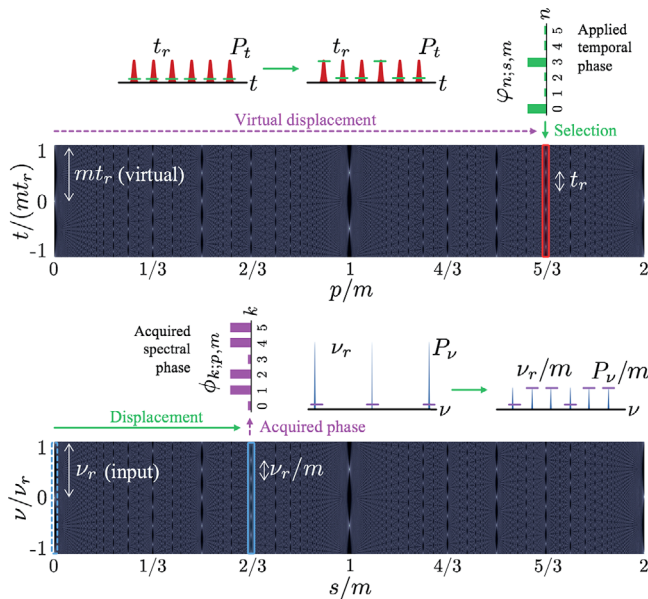 t_r P_t t
t_r P_t t
φ_{n;s,m}
n
0 1 2 3 4 5
Applied
temporal
phase
Virtual displacement
Selection
t/(mt_r)
1
0
-1
mt_r (virtual)
t_r
0 1/3 2/3 1 4/3 5/3 2
p/m
Acquired
spectral
phase
ϕ_{k;p,m}
k
0 1 2 3 4 5
ν_r P_ν ν
ν_r/m P_ν/m ν
Displacement
Acquired phase
ν/ν_r
1
0
-1
ν_r (input)
ν_r/m
0 1/3 2/3 1 4/3 5/3 2
s/m